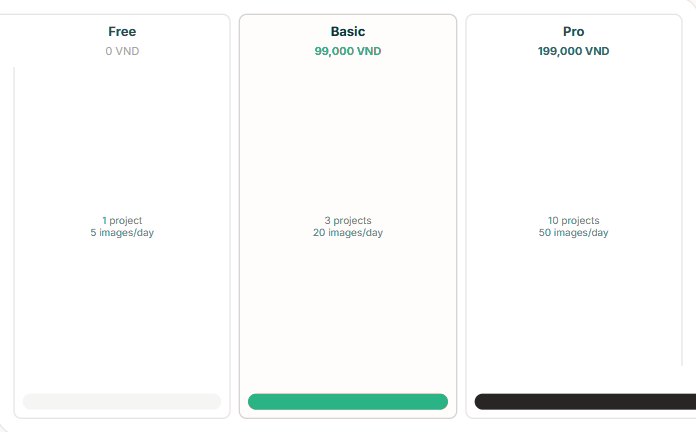 Free
0 VND
1 project
5 images/day
Basic
99,000 VND
3 projects
20 images/day
Pro
199,000 VND
10 projects
50 images/day